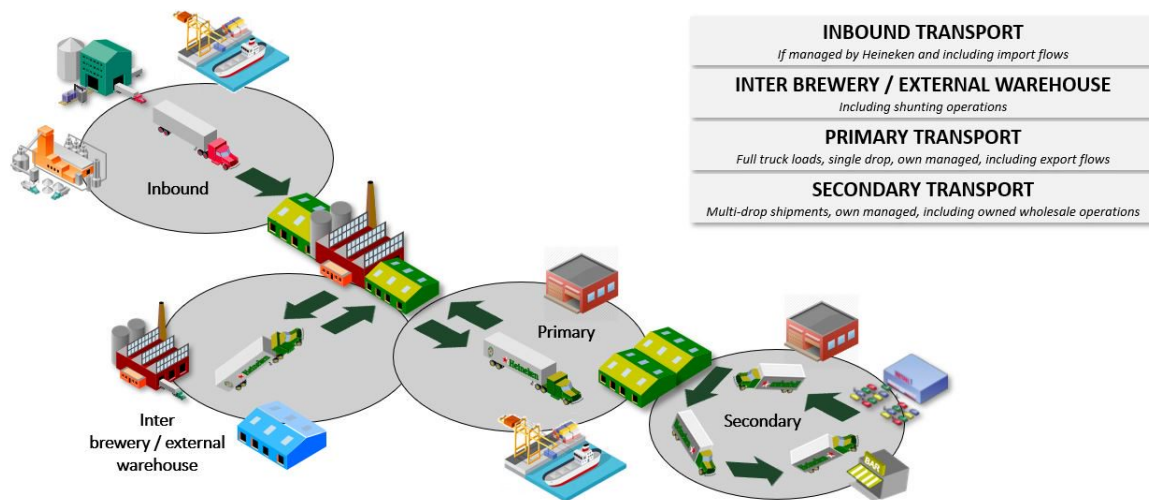 INBOUND TRANSPORT
If managed by Heineken and including import flows
INTER BREWERY / EXTERNAL WAREHOUSE
Including shunting operations
PRIMARY TRANSPORT
Full truck loads, single drop, own managed, including export flows
SECONDARY TRANSPORT
Multi-drop shipments, own managed, including owned wholesale operations
Inbound
Primary
Heineken
Heineken
Secondary
Inter
brewery / external
warehouse
BAR